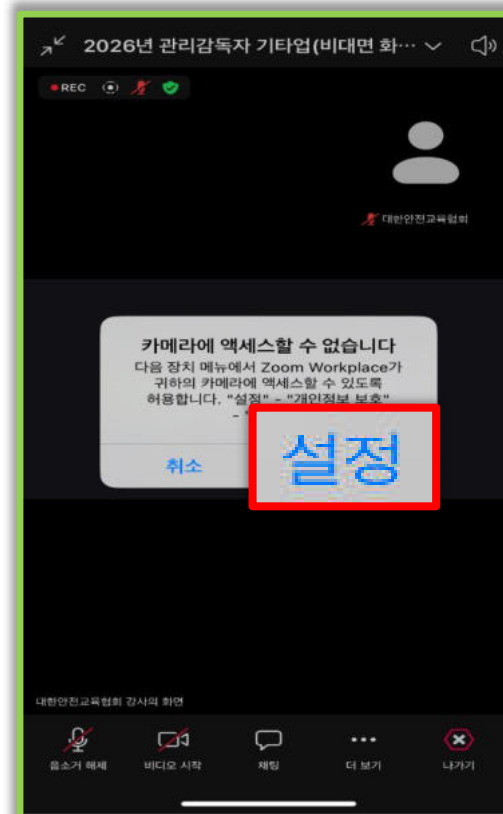 2026년 관리감독자 기타업(비대면 화···
REC
대한안전교육협회
카메라에 액세스할 수 없습니다
다음 장치 메뉴에서 Zoom Workplace가
귀하의 카메라에 액세스할 수 있도록
허용합니다. "설정" - "개인정보 보호"
- "
취소
설정
대한안전교육협회 강사의 화면
음소거 해제
비디오 시작
채팅
더 보기
나가기